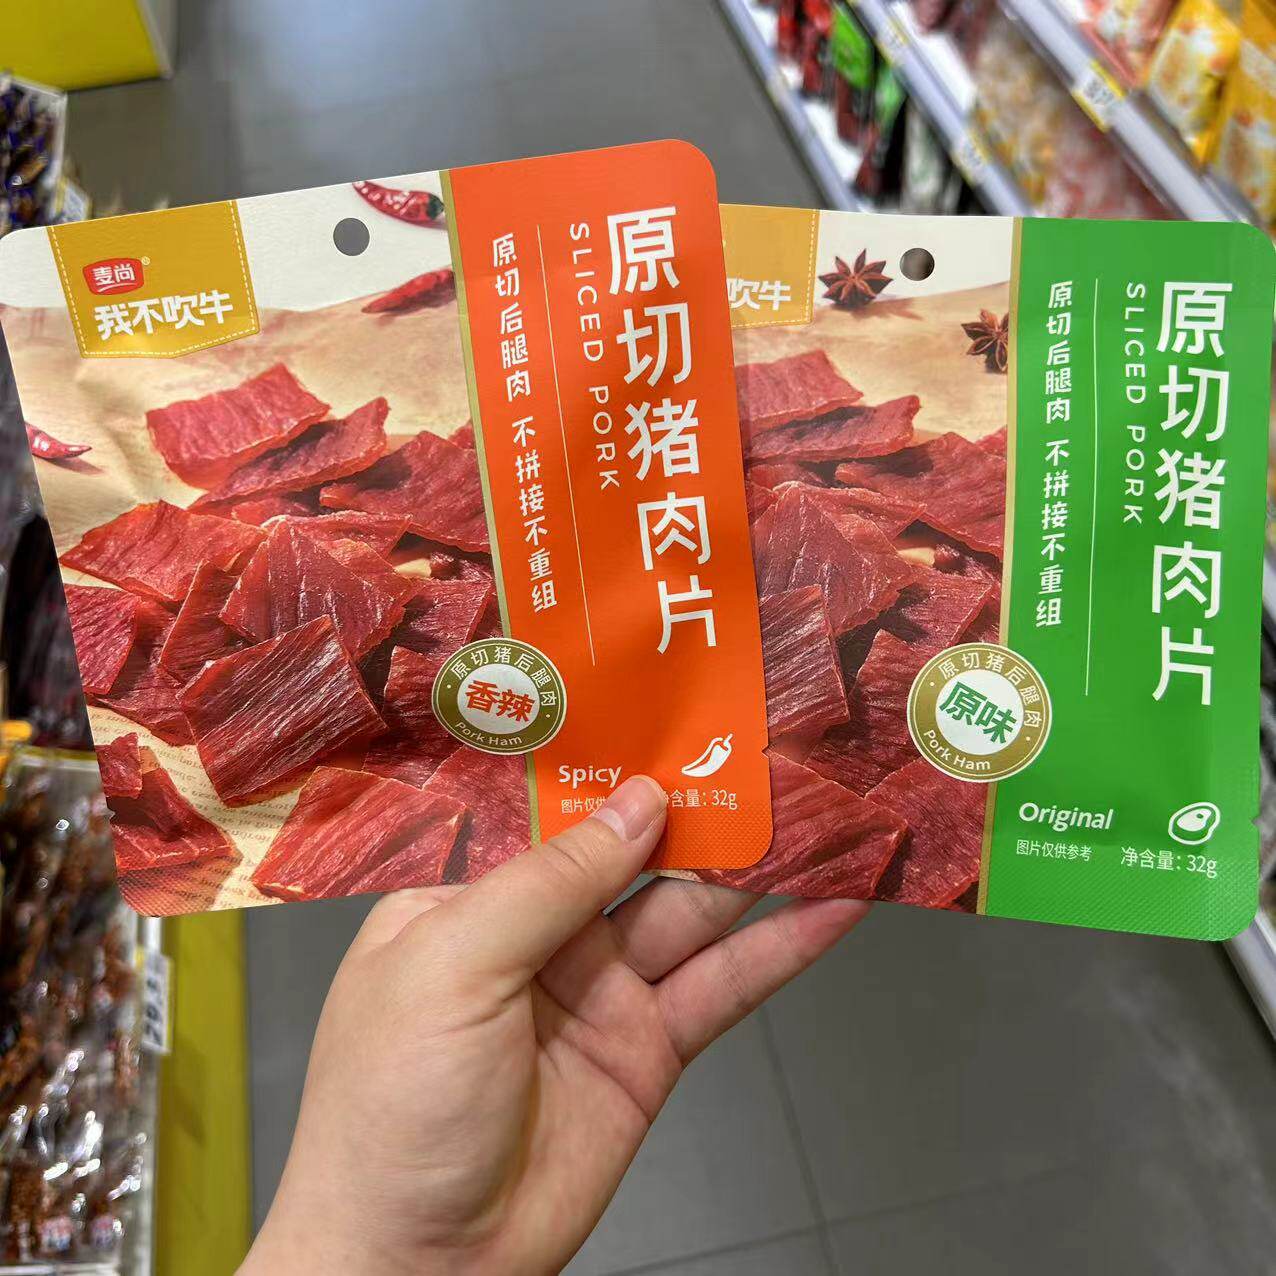 麦尚®
我不吹牛
原切后腿肉 不拼接不重组
SLICED PORK
原切猪肉片
·原切猪后腿肉·
香辣
Pork Ham
Spicy
图片仅供
净含量：32g
吹牛
原切后腿肉 不拼接不重组
SLICED PORK
原切猪肉片
·原切猪后腿肉·
原味
Pork Ham
Original
图片仅供参考
净含量：32g